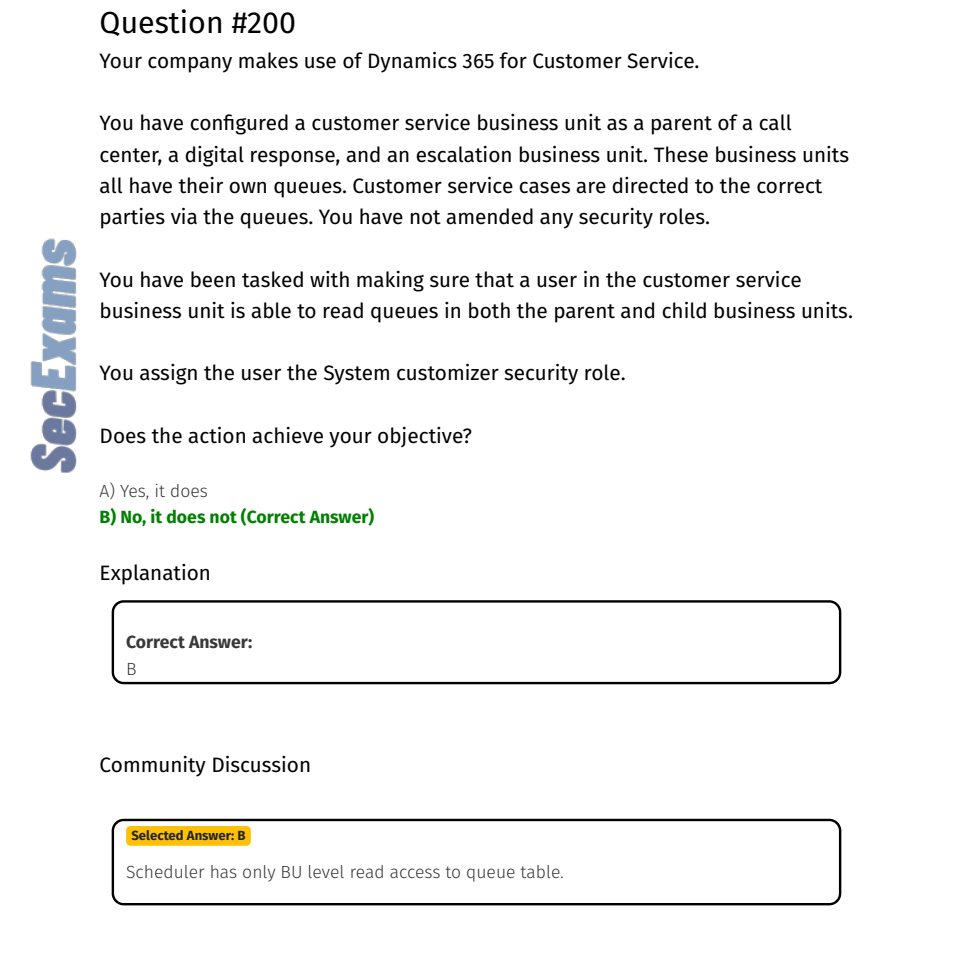 Question #200
Your company makes use of Dynamics 365 for Customer Service.
You have configured a customer service business unit as a parent of a call
center, a digital response, and an escalation business unit. These business units
all have their own queues. Customer service cases are directed to the correct
parties via the queues. You have not amended any security roles.
You have been tasked with making sure that a user in the customer service
business unit is able to read queues in both the parent and child business units.
You assign the user the System customizer security role.
Does the action achieve your objective?
A) Yes, it does
B) No, it does not (Correct Answer)
Explanation
Correct Answer:
B
Community Discussion
Selected Answer: B
Scheduler has only BU level read access to queue table.
SecExams